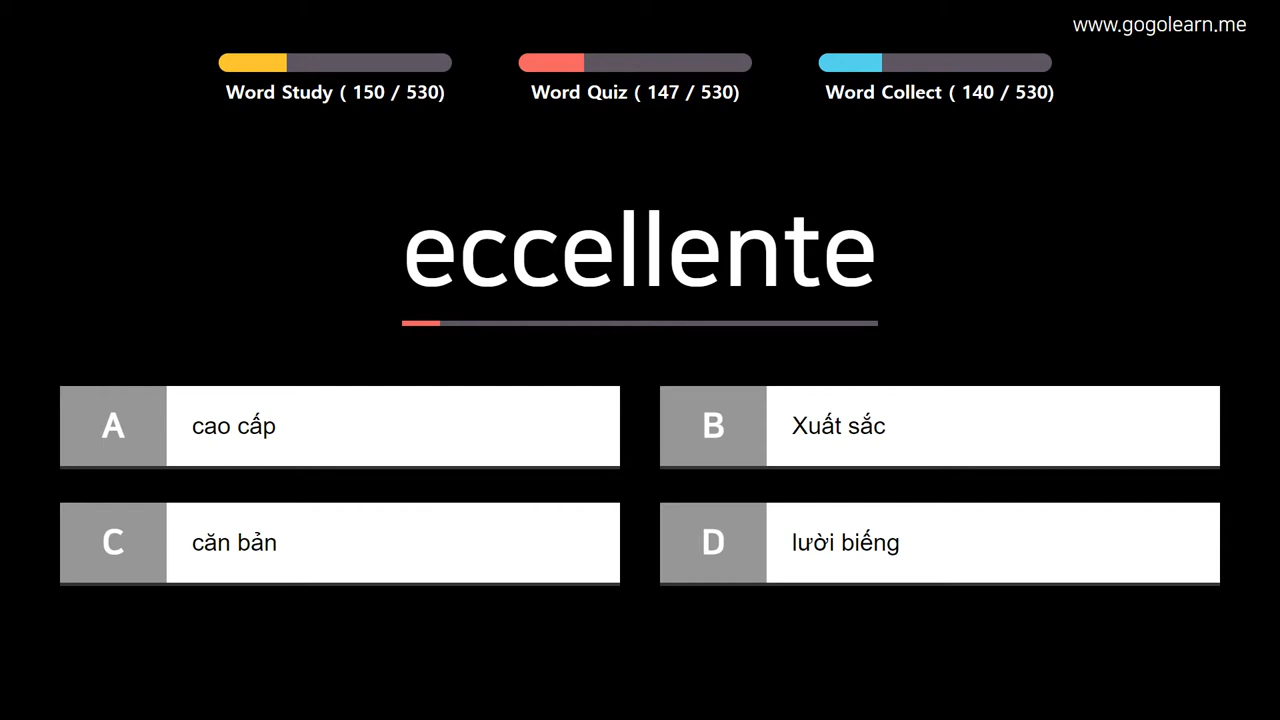 www.gogolearn.me
Word Study ( 150 / 530)
Word Quiz ( 147 / 530)
Word Collect ( 140 / 530)
eccellente
A
cao cấp
B
Xuất sắc
C
căn bản
D
lười biếng